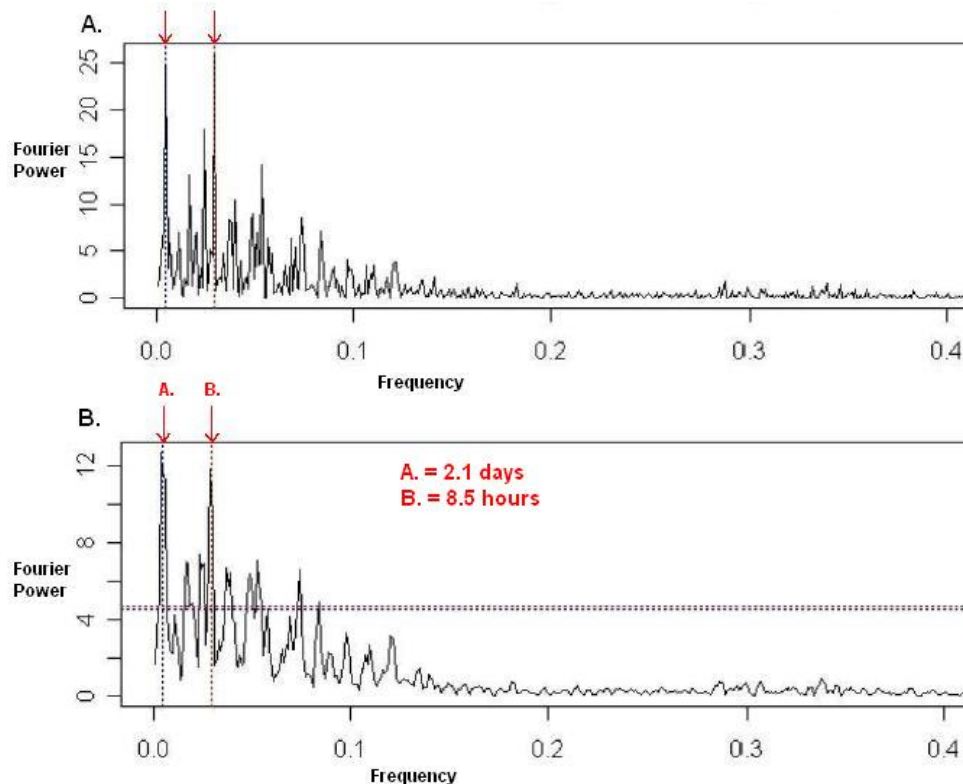 A.
25
20
15
10
5
0
Fourier
Power
0.0 0.1 0.2 0.3 0.4
Frequency
A. B.
B.
12
8
4
0
A. = 2.1 days
B. = 8.5 hours
Fourier
Power
0.0 0.1 0.2 0.3 0.4
Frequency